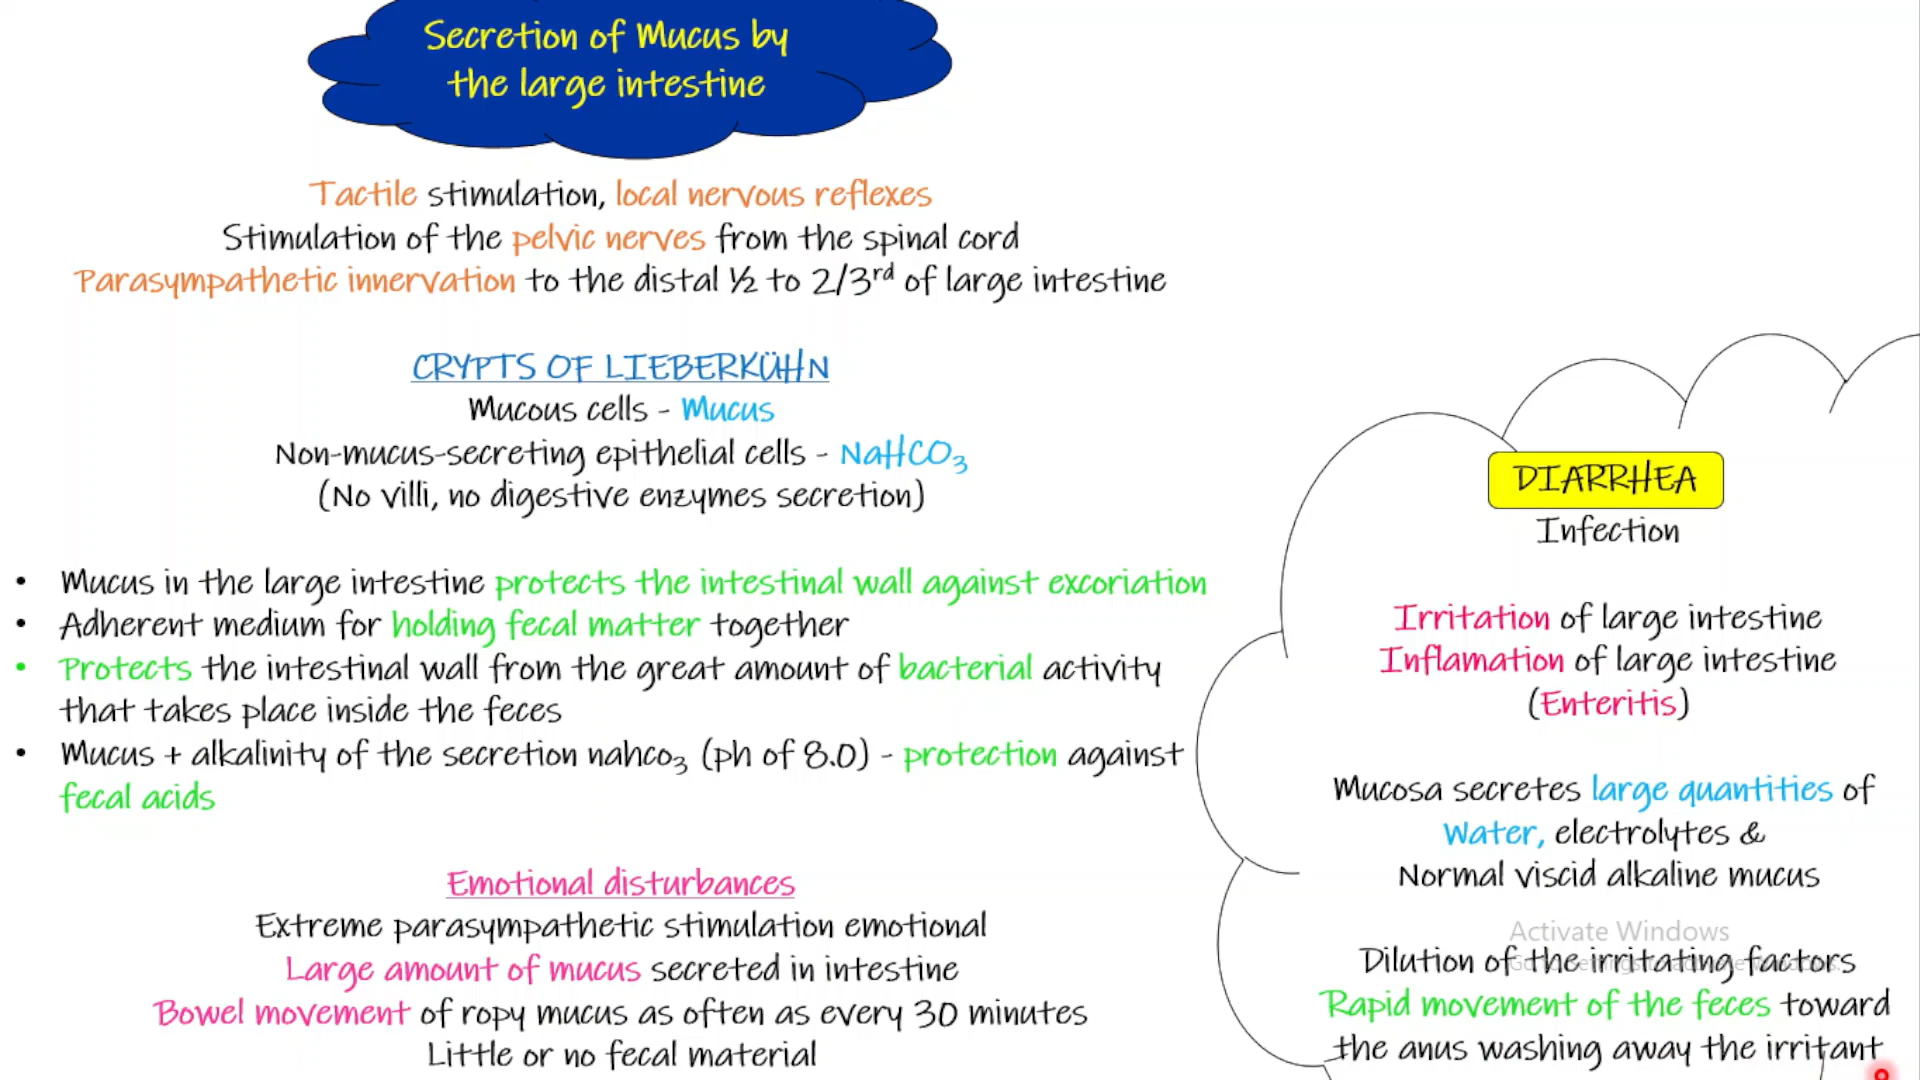 Secretion of Mucus by
the large intestine
Tactile stimulation, local nervous reflexes
Stimulation of the pelvic nerves from the spinal cord
Parasympathetic innervation to the distal ½ to 2/3rd of large intestine
CRYPTS OF LIEBERKÜHN
Mucous cells - Mucus
Non-mucus-secreting epithelial cells - NaHCO3
(No villi, no digestive enzymes secretion)
• Mucus in the large intestine protects the intestinal wall against excoriation
• Adherent medium for holding fecal matter together
• Protects the intestinal wall from the great amount of bacterial activity
that takes place inside the feces
• Mucus + alkalinity of the secretion nahco3 (ph of 8.0) - protection against
fecal acids
Emotional disturbances
Extreme parasympathetic stimulation emotional
Large amount of mucus secreted in intestine
Bowel movement of ropy mucus as often as every 30 minutes
Little or no fecal material
DIARRHEA
Infection
Irritation of large intestine
Inflamation of large intestine
(Enteritis)
Mucosa secretes large quantities of
Water, electrolytes &
Normal viscid alkaline mucus
Activate Windows
Dilution of the irritating factors
Rapid movement of the feces toward
the anus washing away the irritant